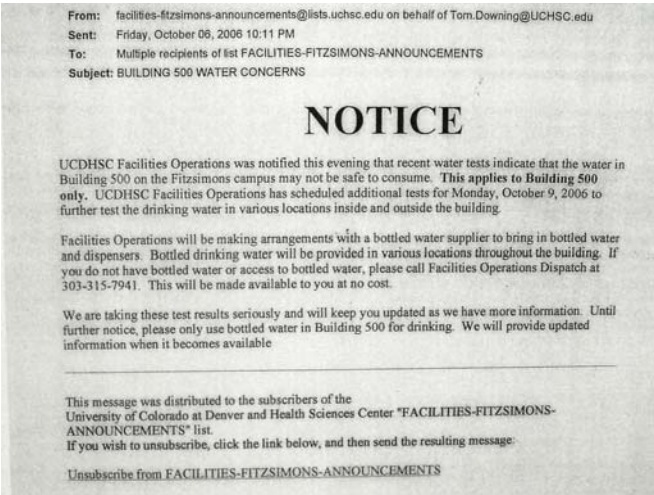 From: facilities-fitzsimons-announcements@lists.uchsc.edu on behalf of Tom.Downing@UCHSC.edu
Sent: Friday, October 06, 2006 10:11 PM
To: Multiple recipients of list FACILITIES-FITZSIMONS-ANNOUNCEMENTS
Subject: BUILDING 500 WATER CONCERNS
NOTICE
UCDHSC Facilities Operations was notified this evening that recent water tests indicate that the water in
Building 500 on the Fitzsimons campus may not be safe to consume. This applies to Building 500
only. UCDHSC Facilities Operations has scheduled additional tests for Monday, October 9, 2006 to
further test the drinking water in various locations inside and outside the building.
Facilities Operations will be making arrangements with a bottled water supplier to bring in bottled water
and dispensers. Bottled drinking water will be provided in various locations throughout the building. If
you do not have bottled water or access to bottled water, please call Facilities Operations Dispatch at
303-315-7941. This will be made available to you at no cost.
We are taking these test results seriously and will keep you updated as we have more information. Until
further notice, please only use bottled water in Building 500 for drinking. We will provide updated
information when it becomes available
This message was distributed to the subscribers of the
University of Colorado at Denver and Health Sciences Center "FACILITIES-FITZSIMONS-
ANNOUNCEMENTS" list.
If you wish to unsubscribe, click the link below, and then send the resulting message:
Unsubscribe from FACILITIES-FITZSIMONS-ANNOUNCEMENTS